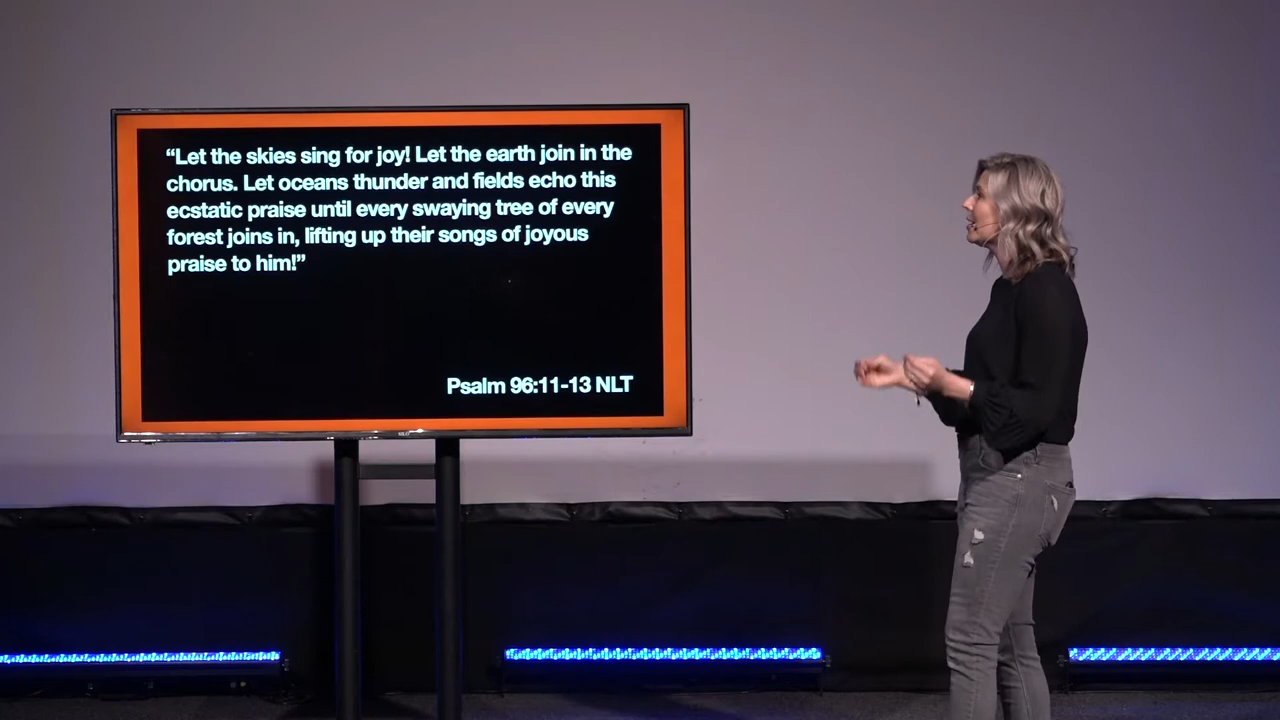 “Let the skies sing for joy! Let the earth join in the
chorus. Let oceans thunder and fields echo this
ecstatic praise until every swaying tree of every
forest joins in, lifting up their songs of joyous
praise to him!”
Psalm 96:11-13 NLT